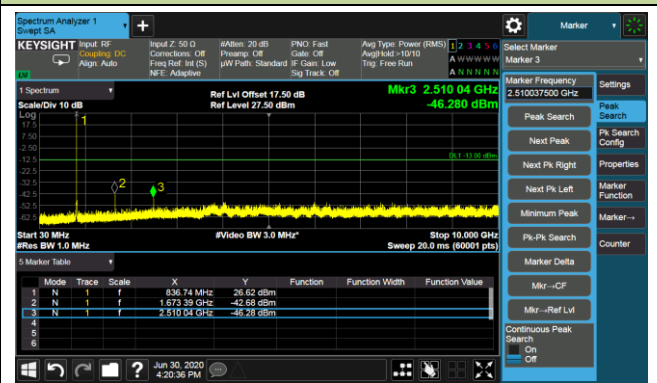 Spectrum Analyzer 1
Swept SA
Marker
KEYSIGHT
Input: RF
Coupling: DC
Align: Auto
Input Z: 50 Ω
Corrections: Off
Freq Ref: Int (S)
NFE: Adaptive
#Atten: 20 dB
Preamp: Off
µW Path: Standard
PNO: Fast
Gate: Off
IF Gain: Low
Sig Track: Off
Avg Type: Power (RMS)
Avg|Hold:>10/10
Trig: Free Run
1 2 3 4 5 6
A W W W W W
A N N N N N
LXI
Select Marker
Marker 3
Marker Frequency
2.510037500 GHz
Peak Search
Next Peak
Next Pk Right
Next Pk Left
Minimum Peak
Pk-Pk Search
Marker Delta
Mkr→CF
Mkr→Ref Lvl
Continuous Peak
Search
On
Off
Settings
Peak
Search
Pk Search
Config
Properties
Marker
Function
Marker→
Counter
1 Spectrum
Scale/Div 10 dB
Ref Lvl Offset 17.50 dB
Ref Level 27.50 dBm
Mkr3 2.510 04 GHz
-46.280 dBm
Log
17.5
7.50
-2.50
-12.5
-22.5
-32.5
-42.5
-52.5
-62.5
1
2
3
DL1 -13.00 dBm
Start 30 MHz
#Res BW 1.0 MHz
#Video BW 3.0 MHz*
Stop 10.000 GHz
Sweep 20.0 ms (60001 pts)
5 Marker Table
Mode Trace Scale X Y Function Function Width Function Value
1 N 1 f 836.74 MHz 26.62 dBm
2 N 1 f 1.673 39 GHz -42.68 dBm
3 N 1 f 2.510 04 GHz -46.28 dBm
4
5
6
?
Jun 30, 2020
4:20:36 PM